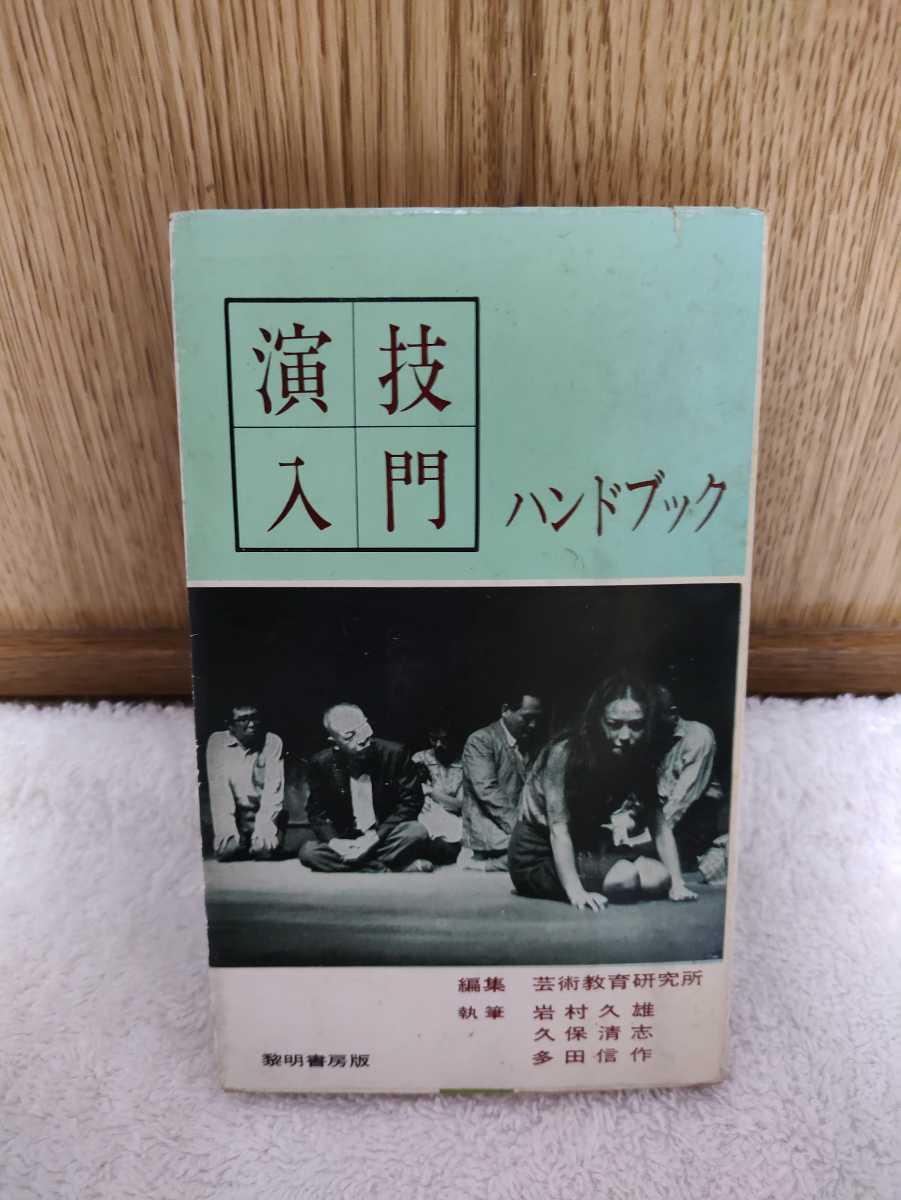 演技
入門
ハンドブック
編集 芸術教育研究所
執筆 岩村久雄
久保清志
多田信作
黎明書房版